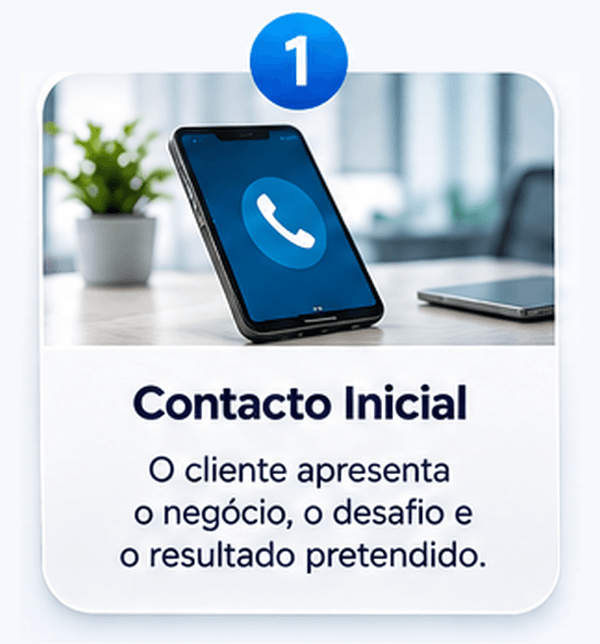 1
Contacto Inicial
O cliente apresenta
o negócio, o desafio e
o resultado pretendido.